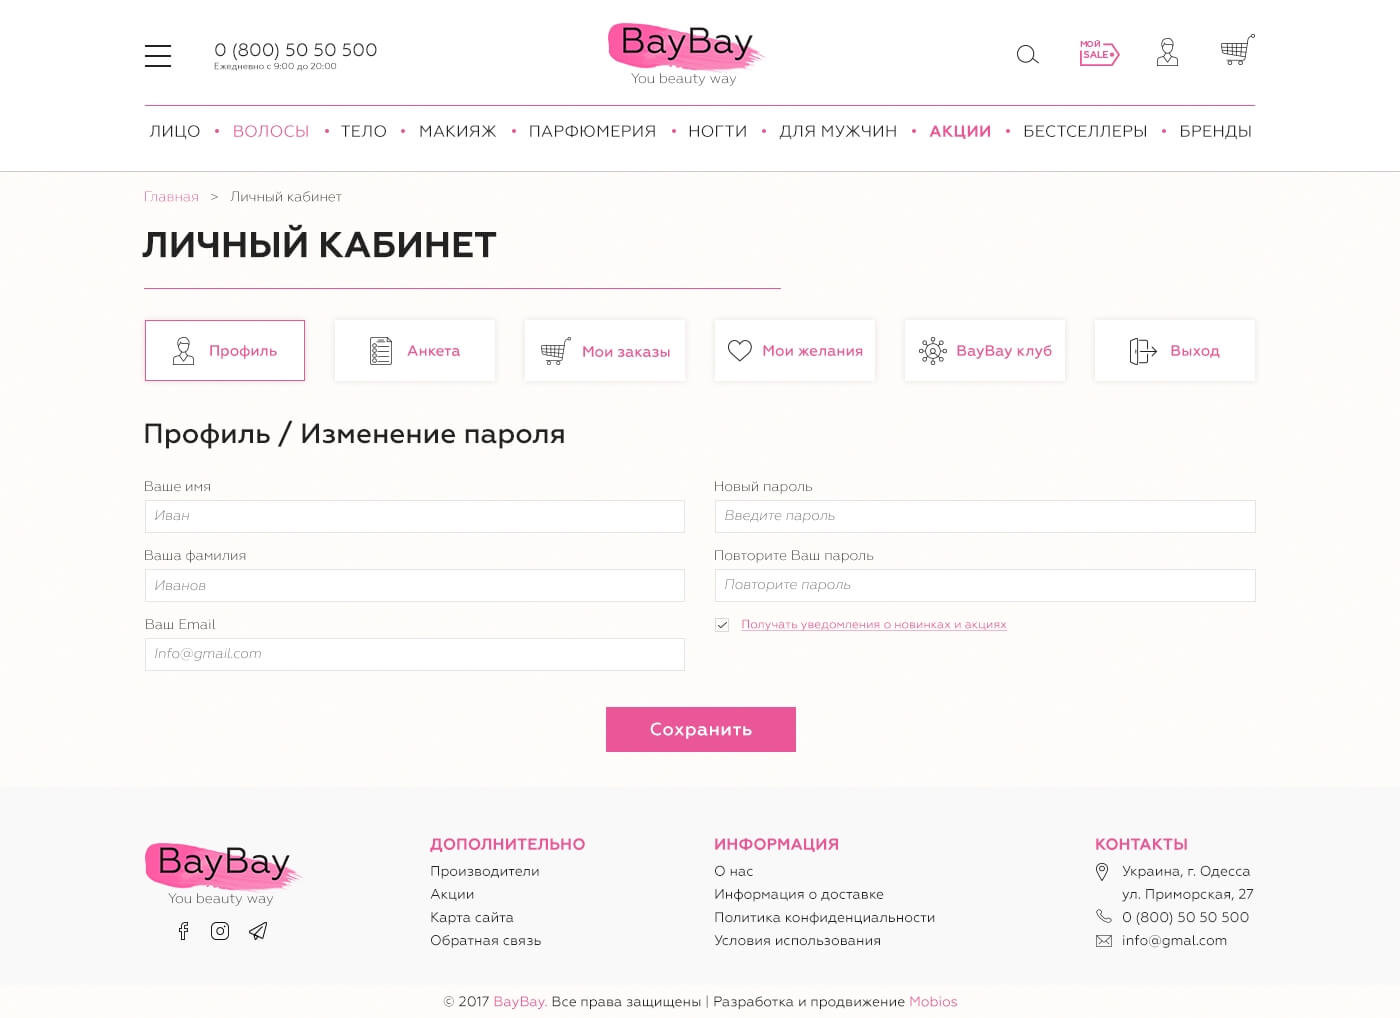 0 (800) 50 50 500
Ежедневно с 9:00 до 20:00
BayBay
You beauty way
МОЙ
SALE
ЛИЦО • ВОЛОСЫ • ТЕЛО • МАКИЯЖ • ПАРФЮМЕРИЯ • НОГТИ • ДЛЯ МУЖЧИН • АКЦИИ • БЕСТСЕЛЛЕРЫ • БРЕНДЫ
Главная > Личный кабинет
ЛИЧНЫЙ КАБИНЕТ
Профиль
Анкета
Мои заказы
Мои желания
BayBay клуб
Выход
Профиль / Изменение пароля
Ваше имя
Иван
Ваша фамилия
Иванов
Ваш Email
Info@gmail.com
Новый пароль
Введите пароль
Повторите Ваш пароль
Повторите пароль
Получать уведомления о новинках и акциях
Сохранить
BayBay
You beauty way
ДОПОЛНИТЕЛЬНО
Производители
Акции
Карта сайта
Обратная связь
ИНФОРМАЦИЯ
О нас
Информация о доставке
Политика конфиденциальности
Условия использования
КОНТАКТЫ
Украина, г. Одесса
ул. Приморская, 27
0 (800) 50 50 500
info@gmal.com
© 2017 BayBay. Все права защищены | Разработка и продвижение Mobios